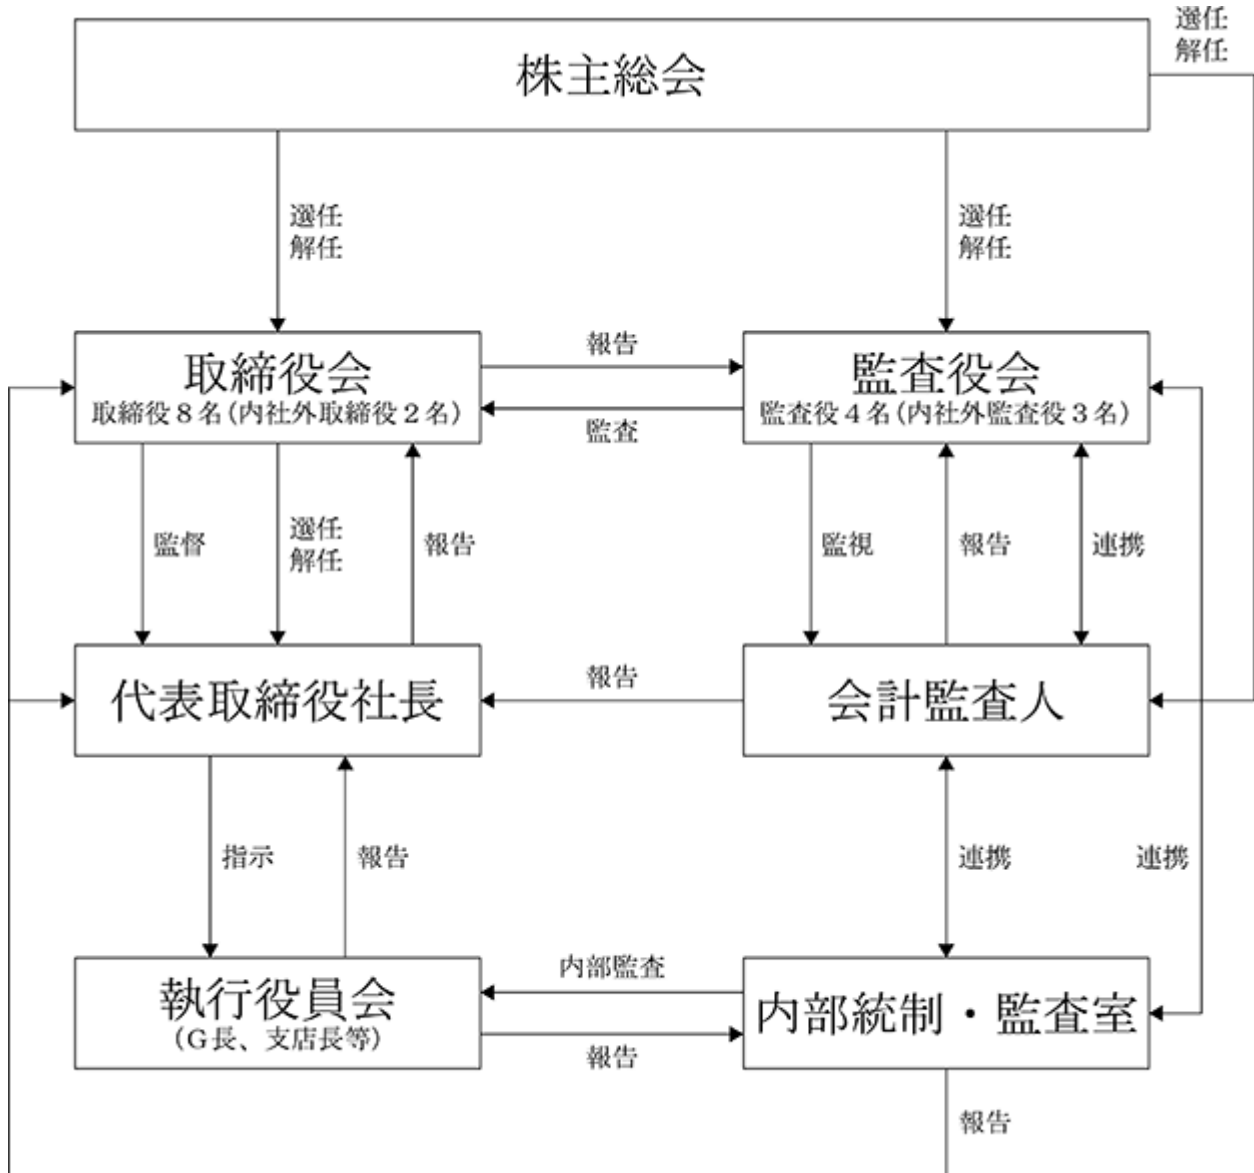 選任
解任
株主総会
選任
解任
選任
解任
取締役会
取締役８名（内社外取締役２名）
報告
監査
監査役会
監査役４名（内社外監査役３名）
監督
選任
解任
報告
監視
報告
連携
代表取締役社長
報告
会計監査人
指示
報告
連携
連携
執行役員会
（Ｇ長、支店長等）
内部監査
報告
内部統制・監査室
報告